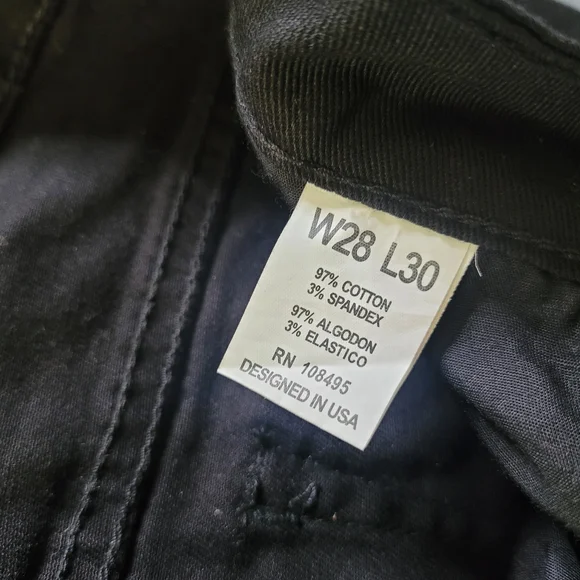 W28 L30
97% COTTON
3% SPANDEX
97% ALGODON
3% ELASTICO
RN 108495
DESIGNED IN USA